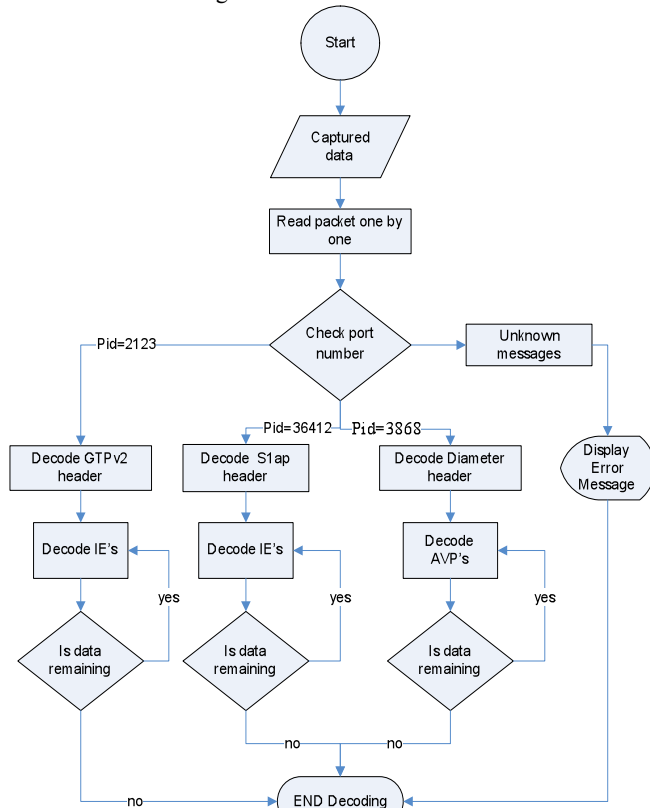 Start
Captured
data
Read packet one by
one
Check port
number
Unknown
messages
Pid=2123
Pid=36412
Pid=3868
Display
Error
Message
Decode GTPv2
header
Decode S1ap
header
Decode Diameter
header
Decode IE's
Decode IE's
Decode
AVP's
yes
yes
yes
Is data
remaining
Is data
remaining
Is data
remaining
no
no
no
END Decoding